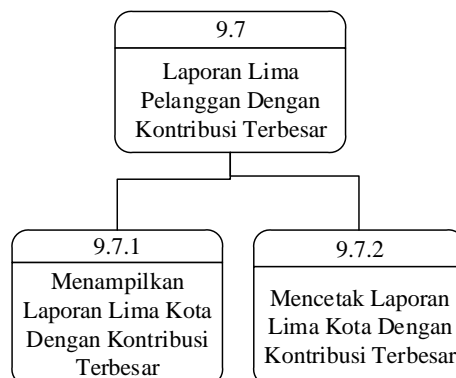 9.7
Laporan Lima
Pelanggan Dengan
Kontribusi Terbesar
9.7.1
Menampilkan
Laporan Lima Kota
Dengan Kontribusi
Terbesar
9.7.2
Mencetak Laporan
Lima Kota Dengan
Kontribusi Terbesar